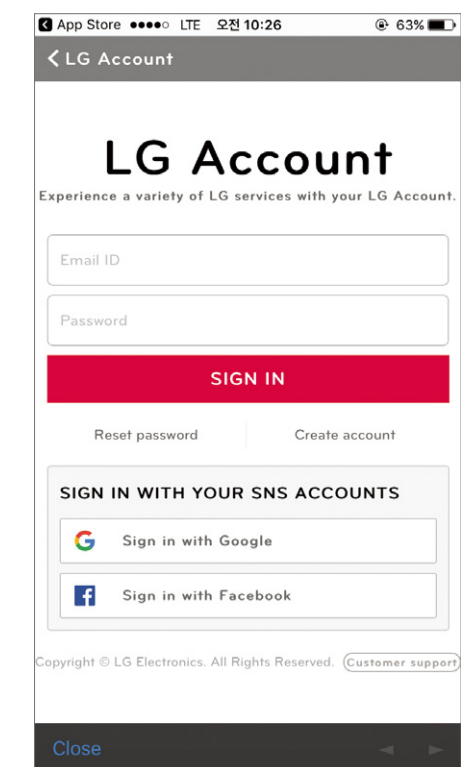 App Store LTE 오전 10:26 63%
LG Account
LG Account
Experience a variety of LG services with your LG Account.
Email ID
Password
SIGN IN
Reset password Create account
SIGN IN WITH YOUR SNS ACCOUNTS
Sign in with Google
Sign in with Facebook
Copyright © LG Electronics. All Rights Reserved. Customer support
Close